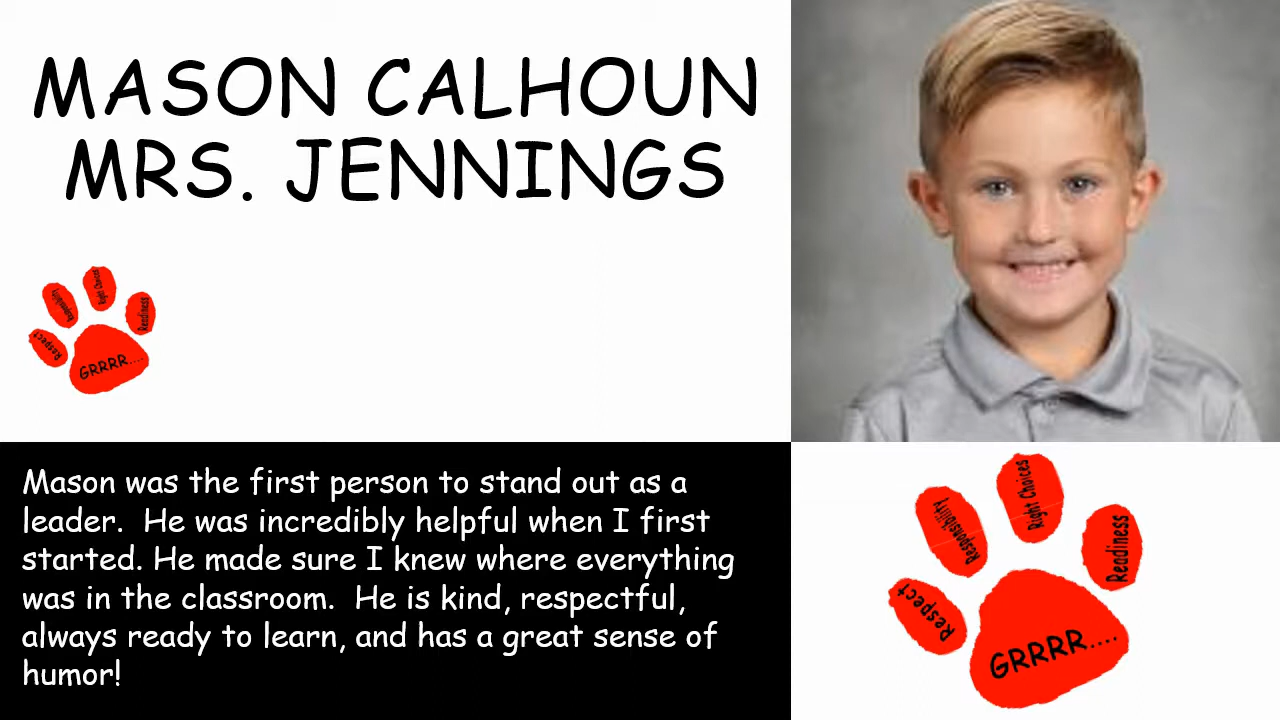 MASON CALHOUN
MRS. JENNINGS
Respect
Responsibility
Right Choices
Readiness
GRRRR....
Mason was the first person to stand out as a
leader.  He was incredibly helpful when I first
started. He made sure I knew where everything
was in the classroom.  He is kind, respectful,
always ready to learn, and has a great sense of
humor!
Respect
Responsibility
Right Choices
Readiness
GRRRR....